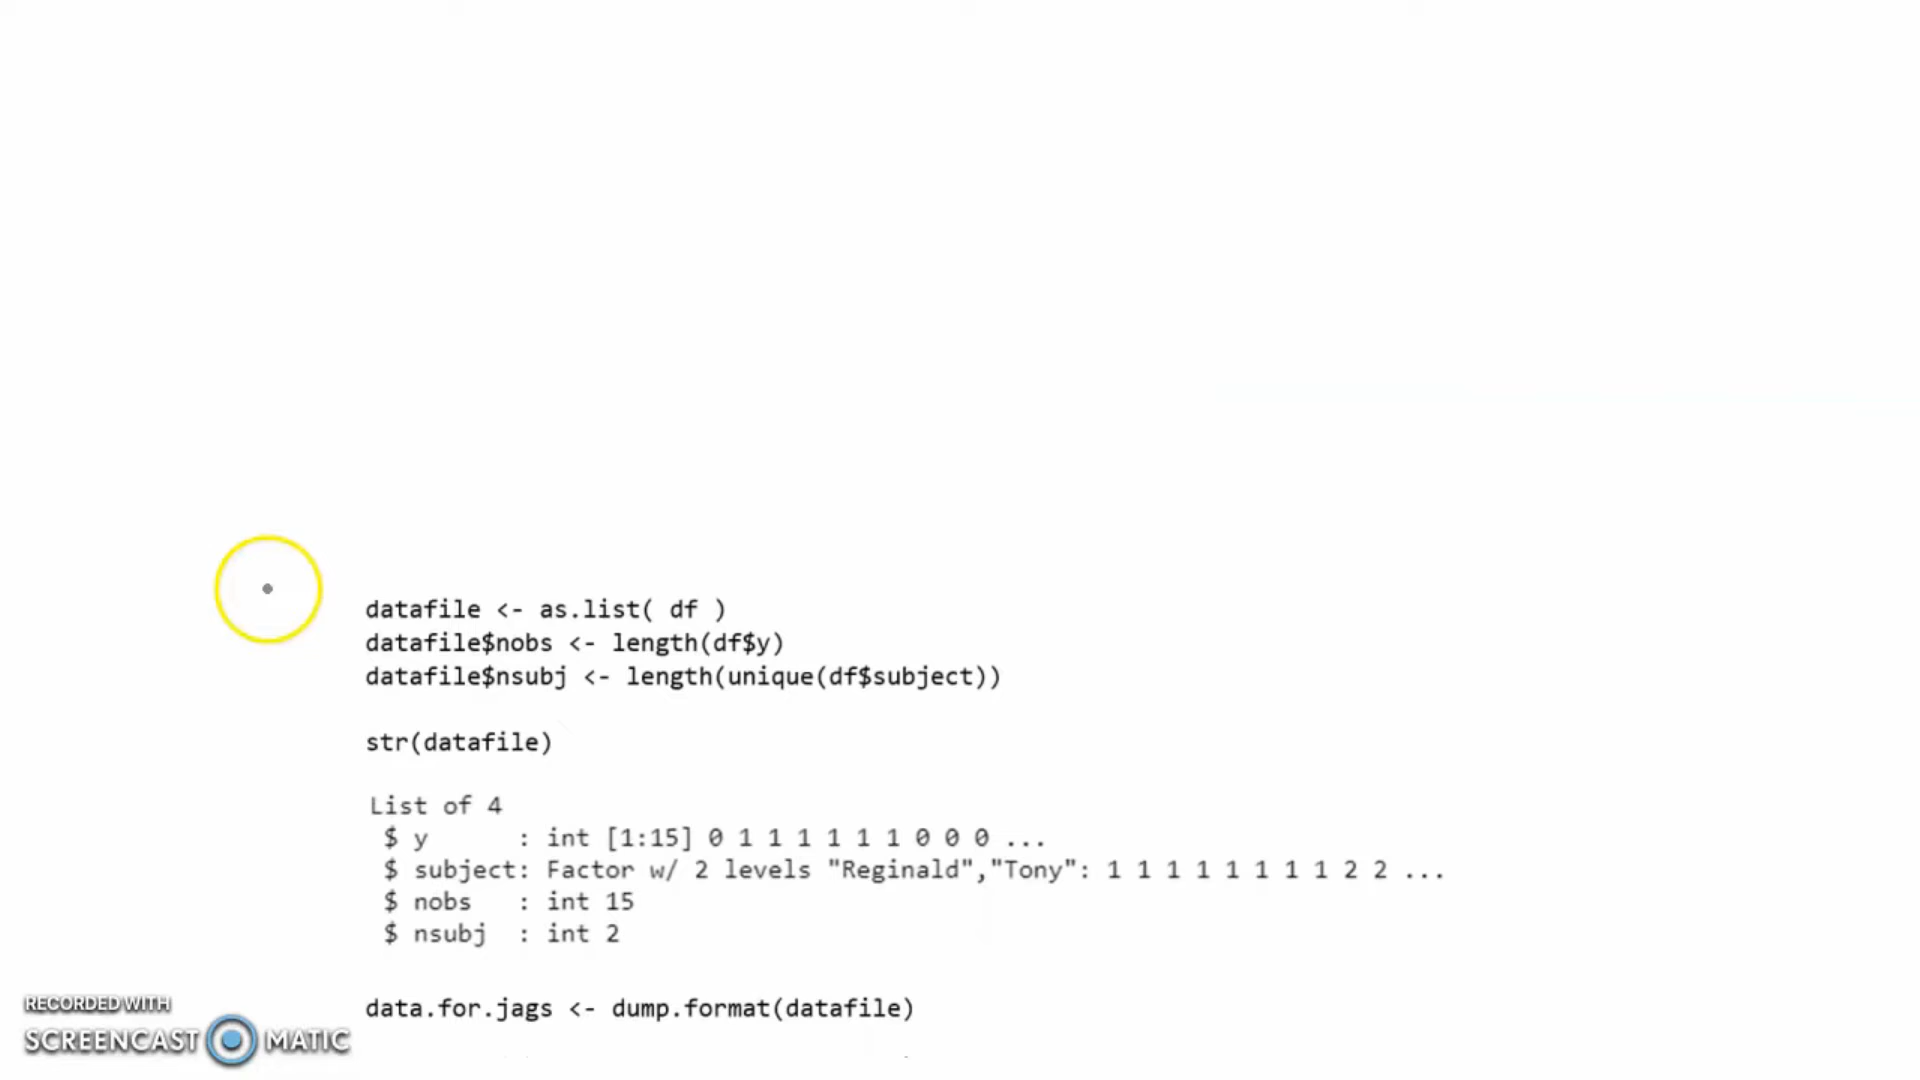 datafile <- as.list( df )
datafile$nobs <- length(df$y)
datafile$nsubj <- length(unique(df$subject))
str(datafile)
List of 4
$ y : int [1:15] 0 1 1 1 1 1 1 0 0 0 ...
$ subject: Factor w/ 2 levels "Reginald","Tony": 1 1 1 1 1 1 1 1 2 2 ...
$ nobs : int 15
$ nsubj : int 2
data.for.jags <- dump.format(datafile)
RECORDED WITH
SCREENCAST MATIC